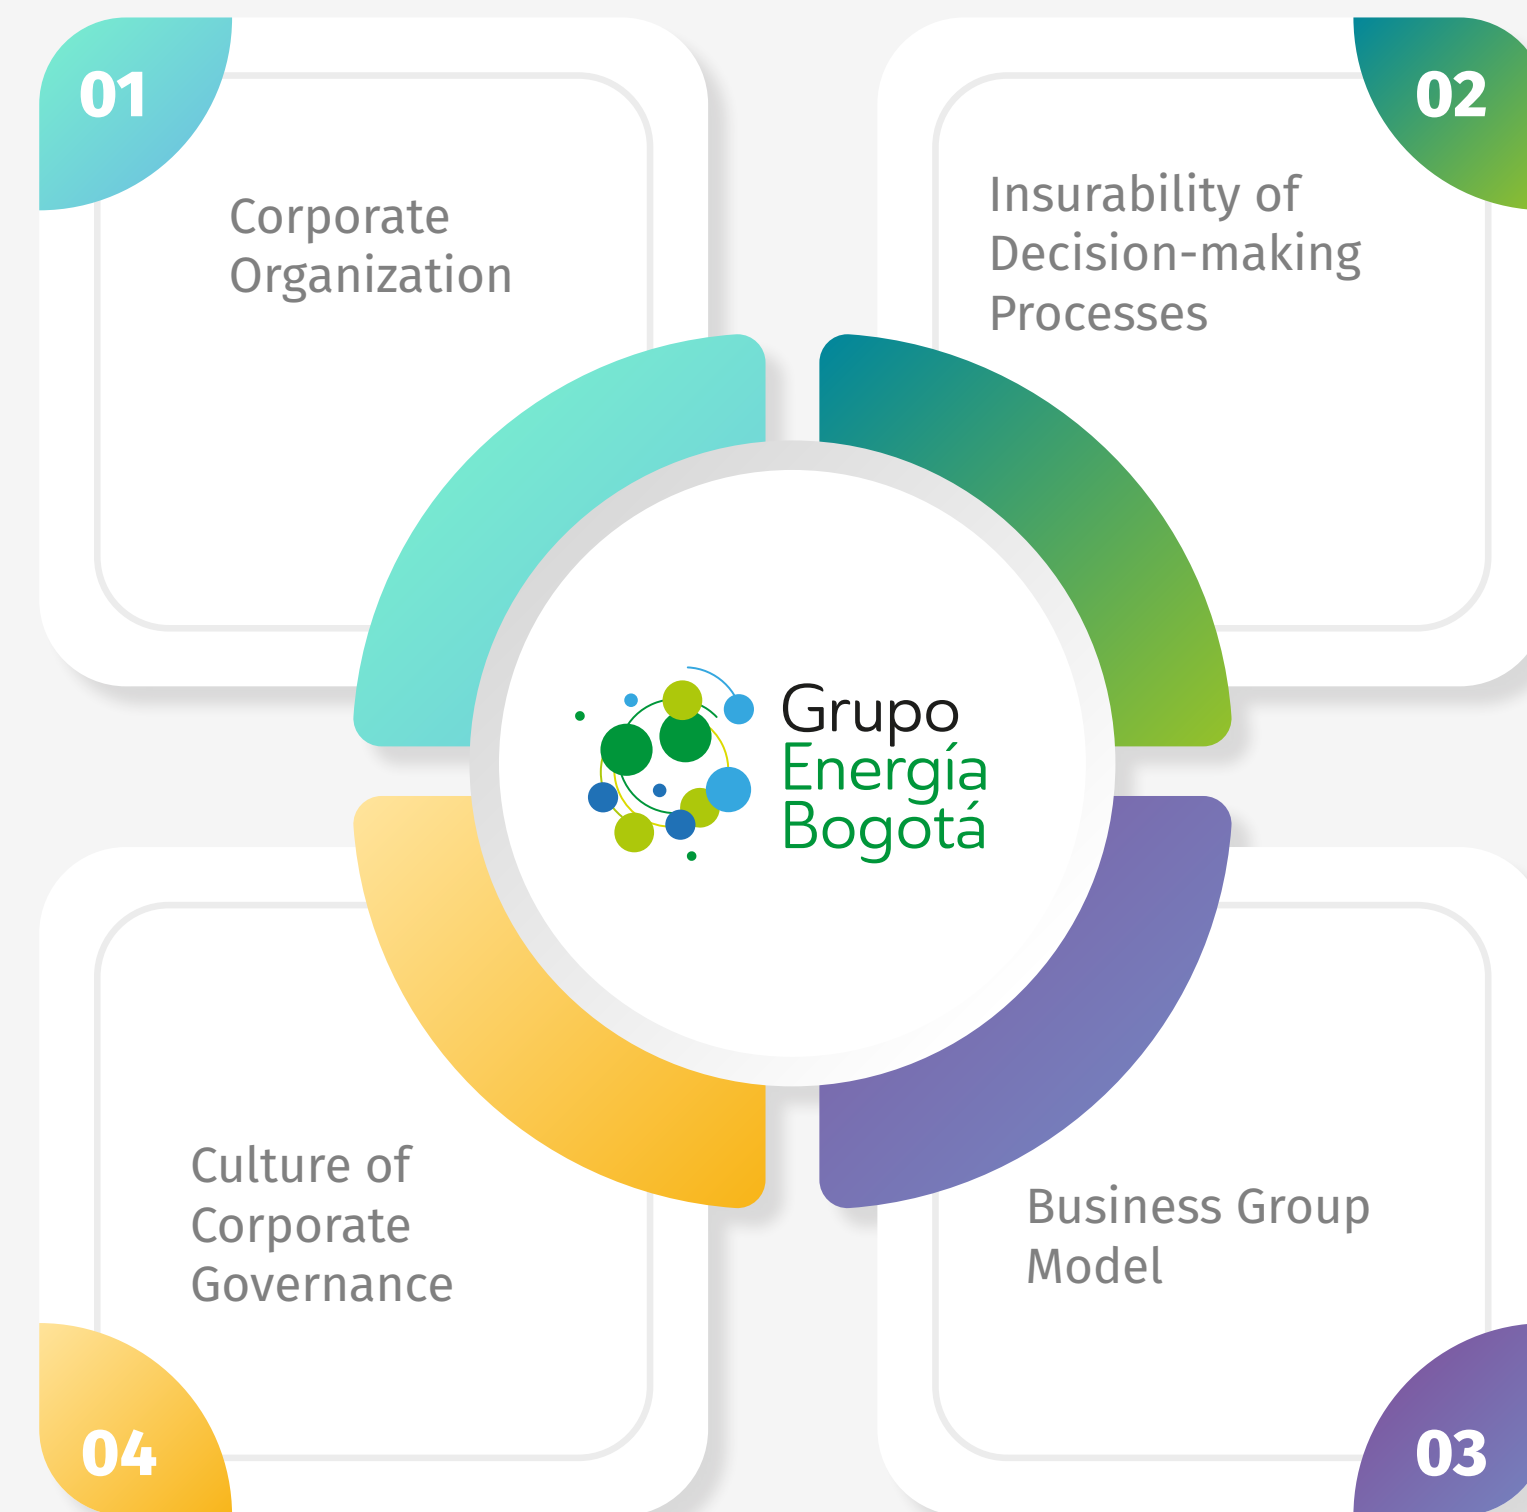 01
Corporate
Organization
02
Insurability of
Decision-making
Processes
Grupo
Energía
Bogotá
Culture of
Corporate
Governance
04
Business Group
Model
03